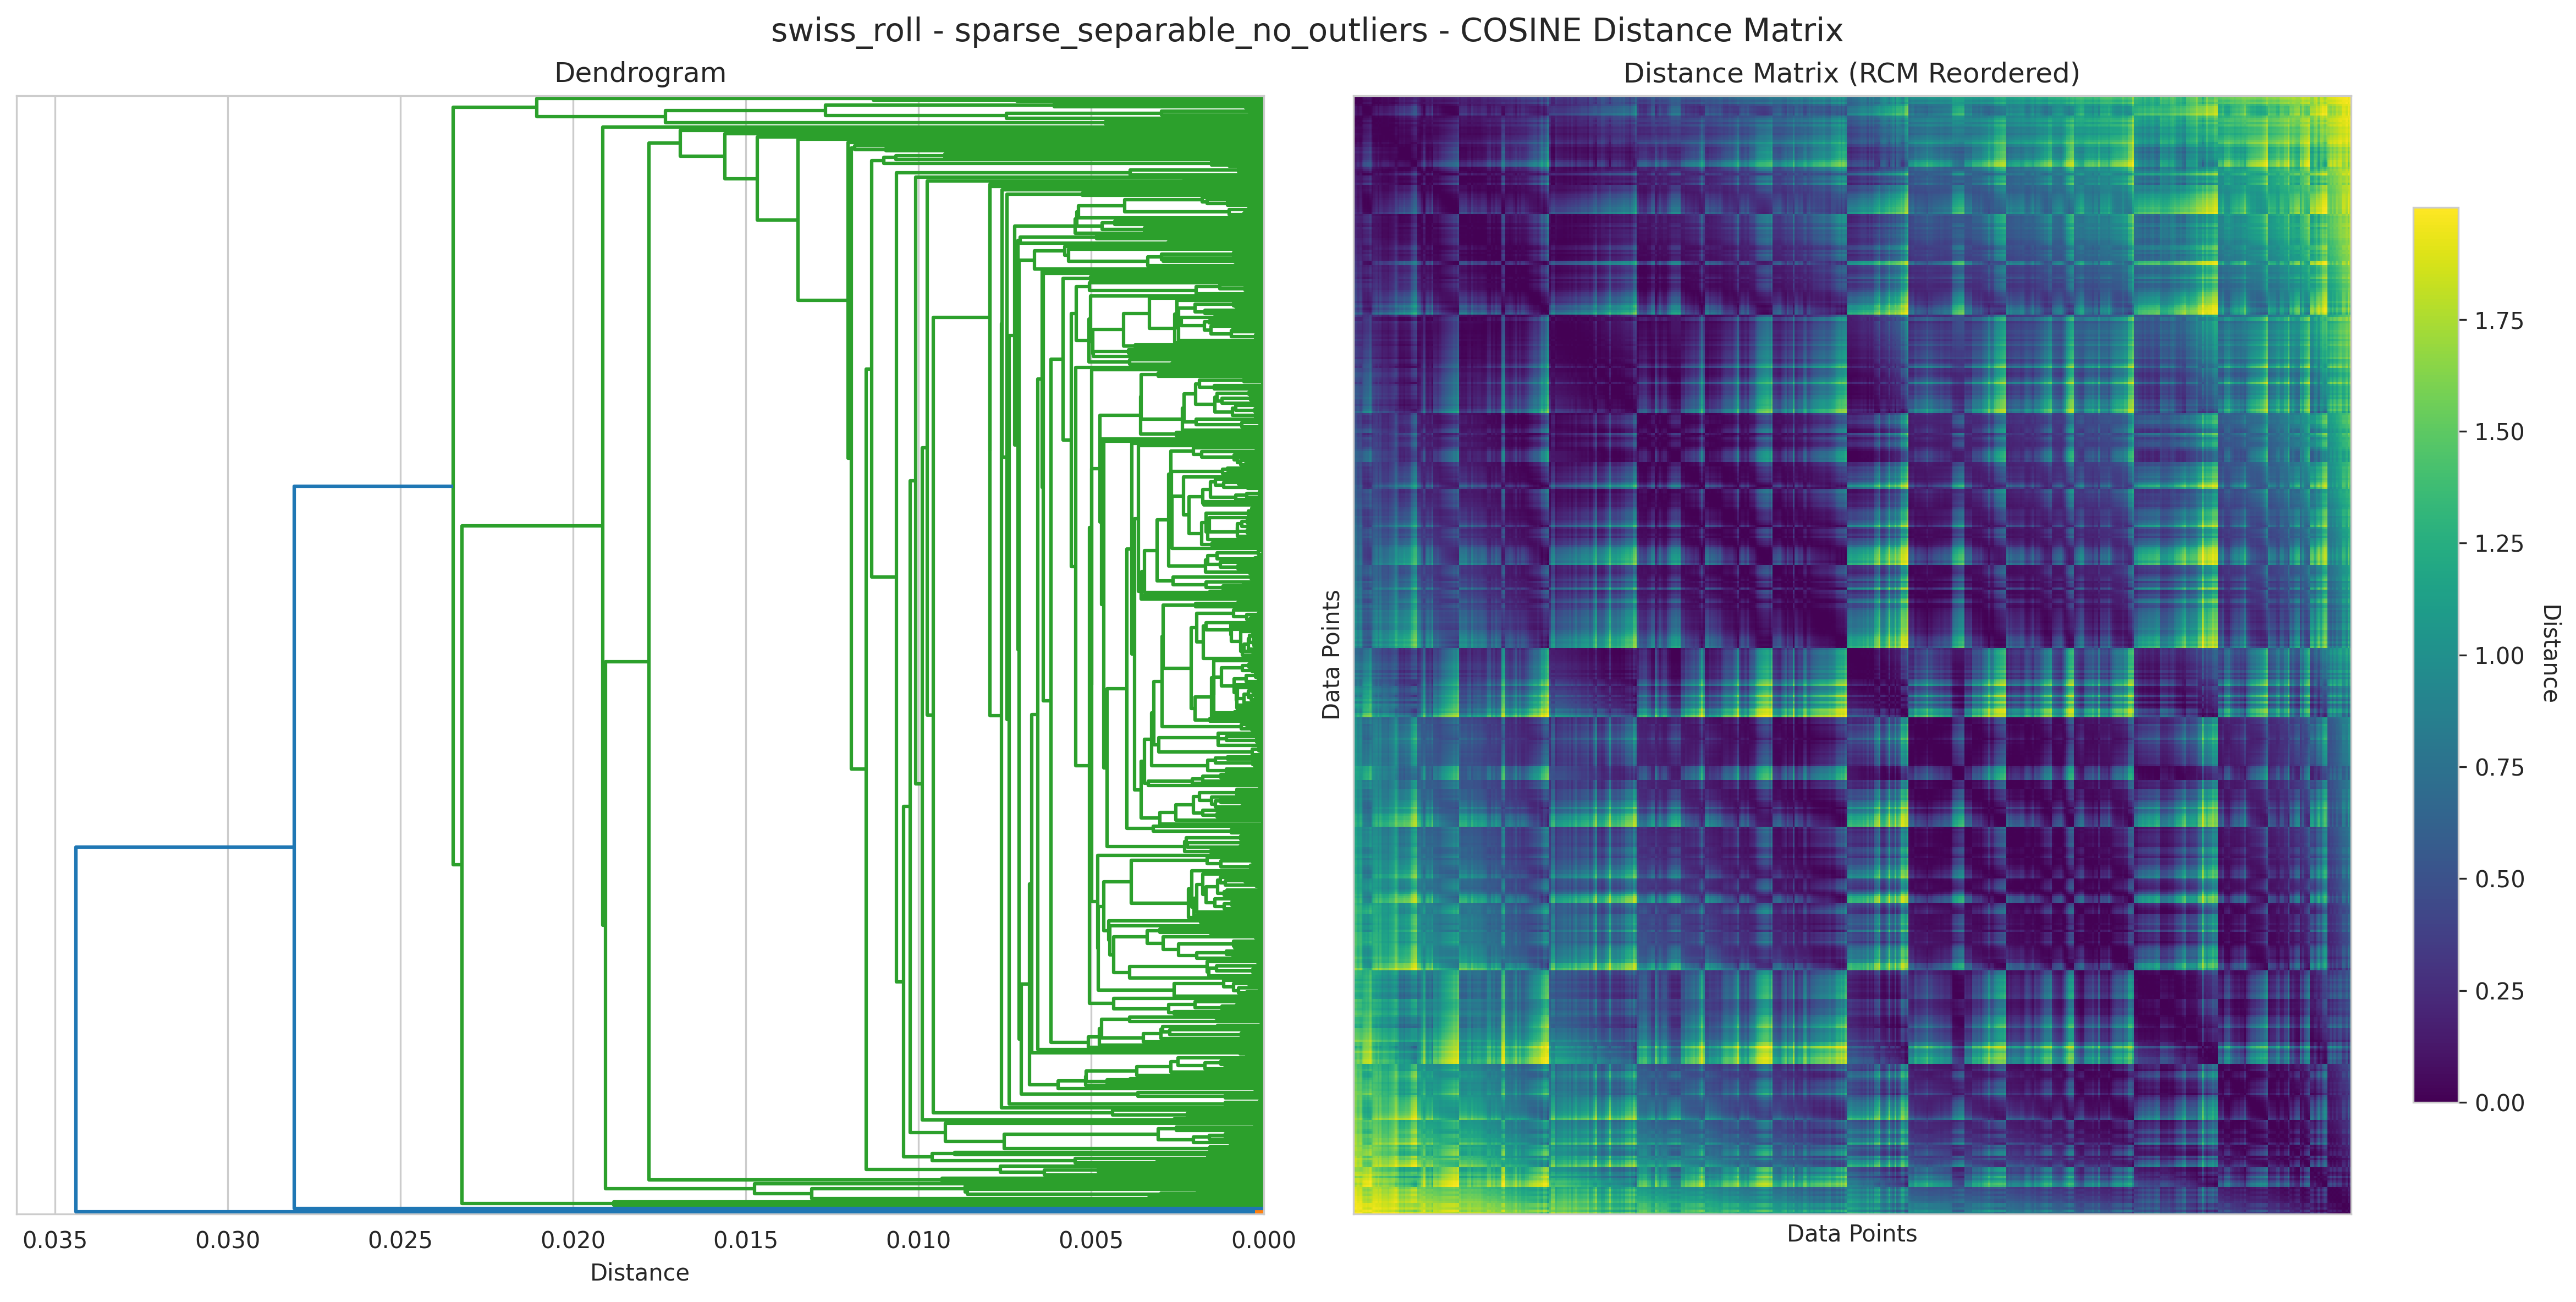 swiss_roll - sparse_separable_no_outliers - COSINE Distance Matrix
Dendrogram
0.035 0.030 0.025 0.020 0.015 0.010 0.005 0.000
Distance
Distance Matrix (RCM Reordered)
Data Points
Data Points
1.75
1.50
1.25
1.00
0.75
0.50
0.25
0.00
Distance